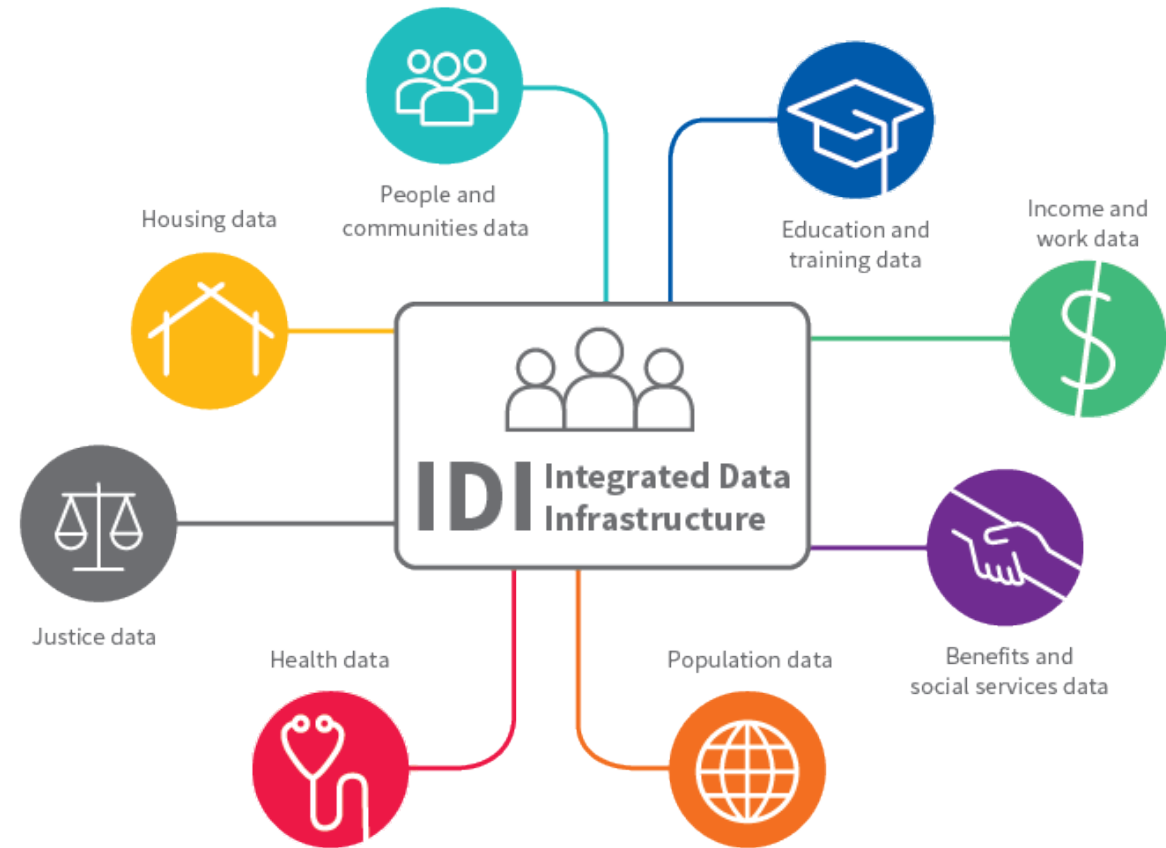 People and
communities data
Education and
training data
Income and
work data
Housing data
IDI Integrated Data
Infrastructure
Justice data
Health data
Population data
Benefits and
social services data